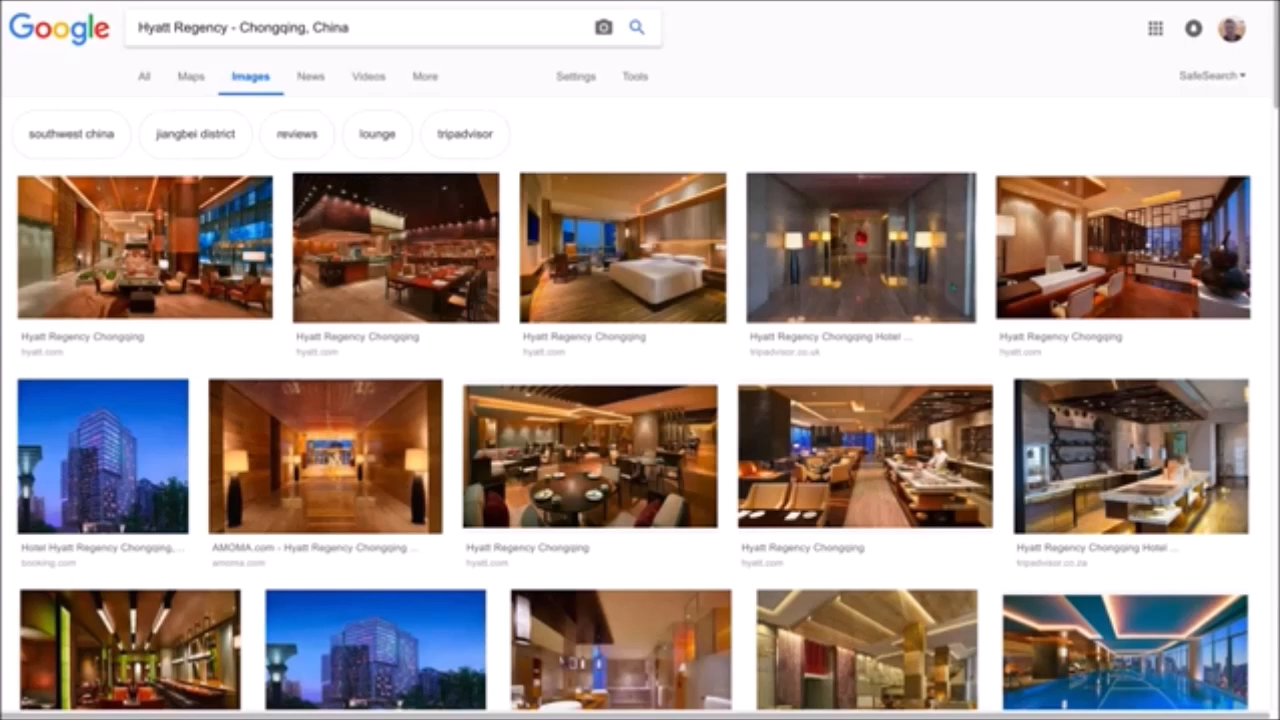 Google
Hyatt Regency - Chongqing, China
All Maps Images News Videos More Settings Tools
SafeSearch
southwest china jiangbei district reviews lounge tripadvisor
Hyatt Regency Chongqing
hyatt.com
Hyatt Regency Chongqing
hyatt.com
Hyatt Regency Chongqing
hyatt.com
Hyatt Regency Chongqing Hotel ...
tripadvisor.co.uk
Hyatt Regency Chongqing
hyatt.com
Hotel Hyatt Regency Chongqing, ...
booking.com
AMOMA.com - Hyatt Regency Chongqing ...
amoma.com
Hyatt Regency Chongqing
hyatt.com
Hyatt Regency Chongqing
hyatt.com
Hyatt Regency Chongqing Hotel ...
tripadvisor.co.za